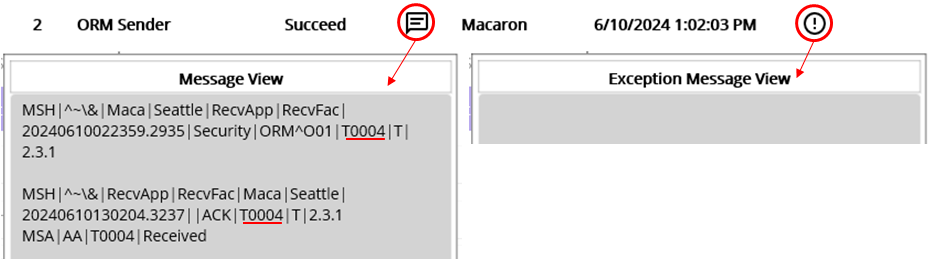 2 ORM Sender Succeed Macaron 6/10/2024 1:02:03 PM
Message View
MSH|^~\&|Maca|Seattle|RecvApp|RecvFac|
20240610022359.2935|Security|ORM^O01|T0004|T|
2.3.1
MSH|^~\&|RecvApp|RecvFac|Maca|Seattle|
20240610130204.3237||ACK|T0004|T|2.3.1
MSA|AA|T0004|Received
Exception Message View